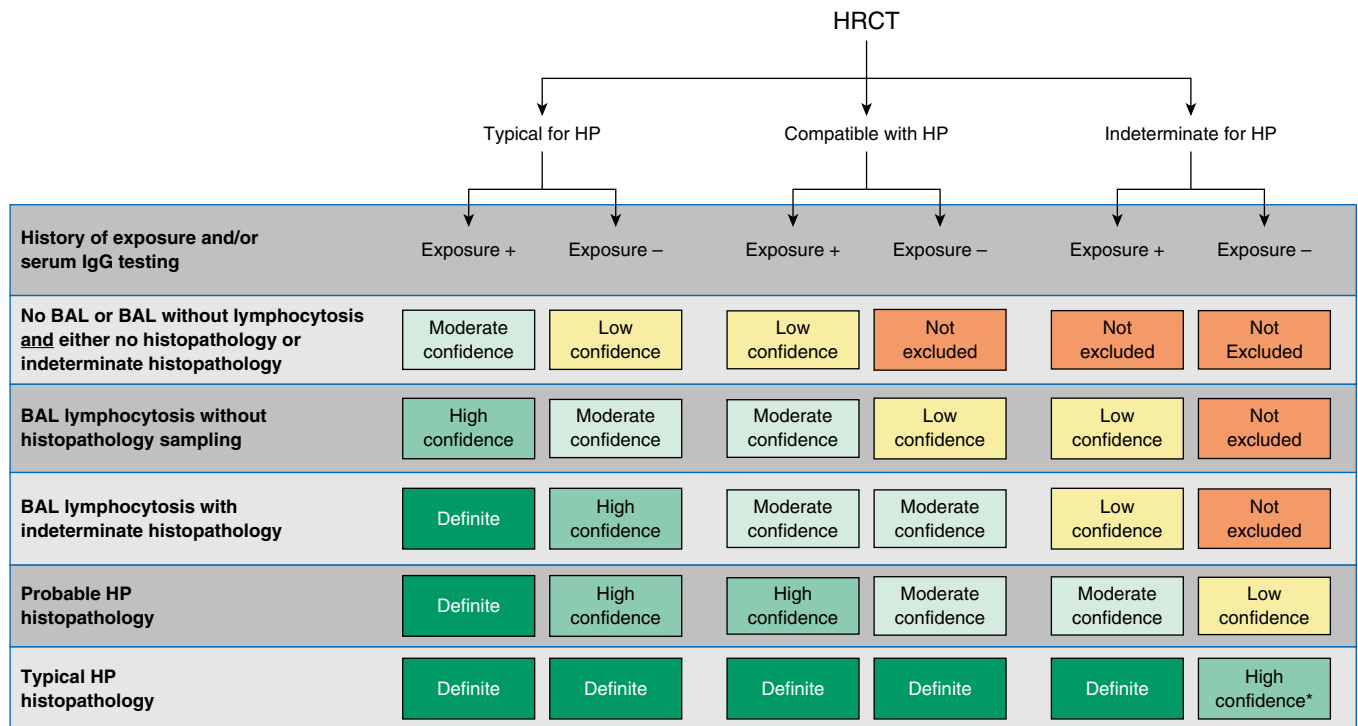 HRCT
Typical for HP
Compatible with HP
Indeterminate for HP
History of exposure and/or
serum IgG testing
Exposure +
Exposure –
Exposure +
Exposure –
Exposure +
Exposure –
No BAL or BAL without lymphocytosis
and either no histopathology or
indeterminate histopathology
Moderate
confidence
Low
confidence
Low
confidence
Not
excluded
Not
excluded
Not
Excluded
BAL lymphocytosis without
histopathology sampling
High
confidence
Moderate
confidence
Moderate
confidence
Low
confidence
Low
confidence
Not
excluded
BAL lymphocytosis with
indeterminate histopathology
Definite
High
confidence
Moderate
confidence
Moderate
confidence
Low
confidence
Not
excluded
Probable HP
histopathology
Definite
High
confidence
High
confidence
Moderate
confidence
Moderate
confidence
Low
confidence
Typical HP
histopathology
Definite
Definite
Definite
Definite
Definite
High
confidence*